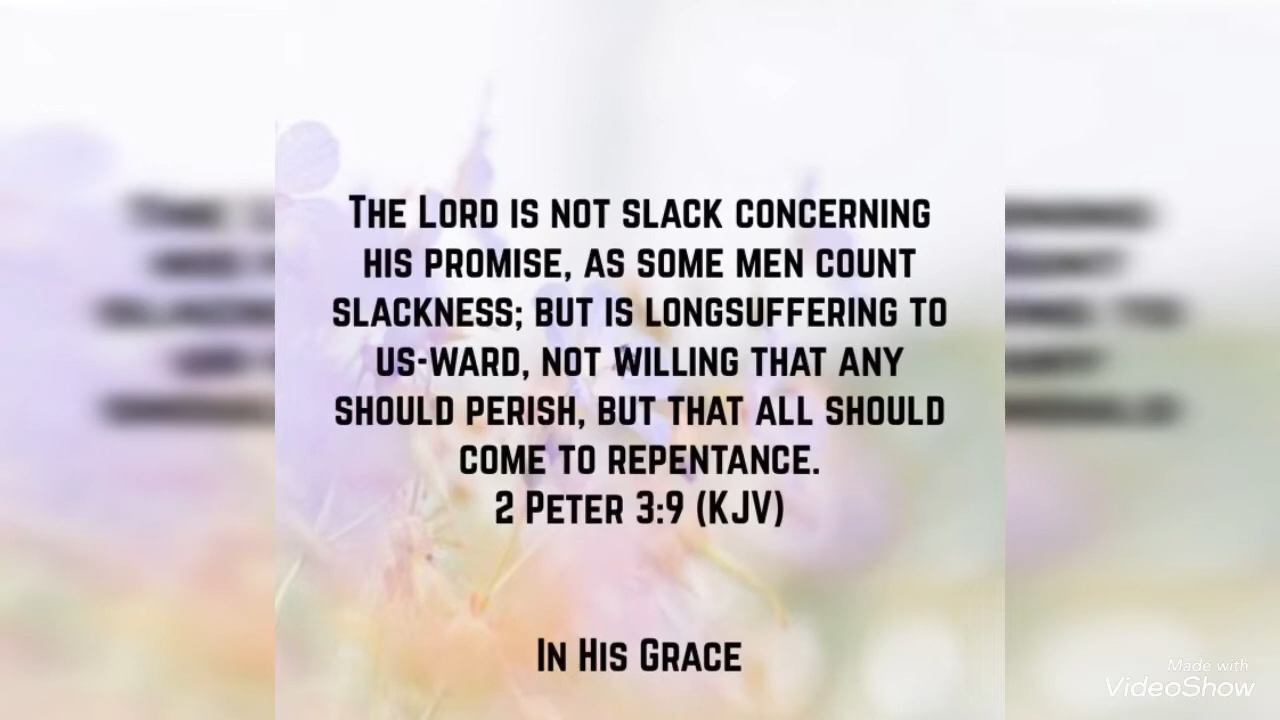 The Lord is not slack concerning
his promise, as some men count
slackness; but is longsuffering to
us-ward, not willing that any
should perish, but that all should
come to repentance.
2 Peter 3:9 (KJV)
In His Grace
Made with
VideoShow